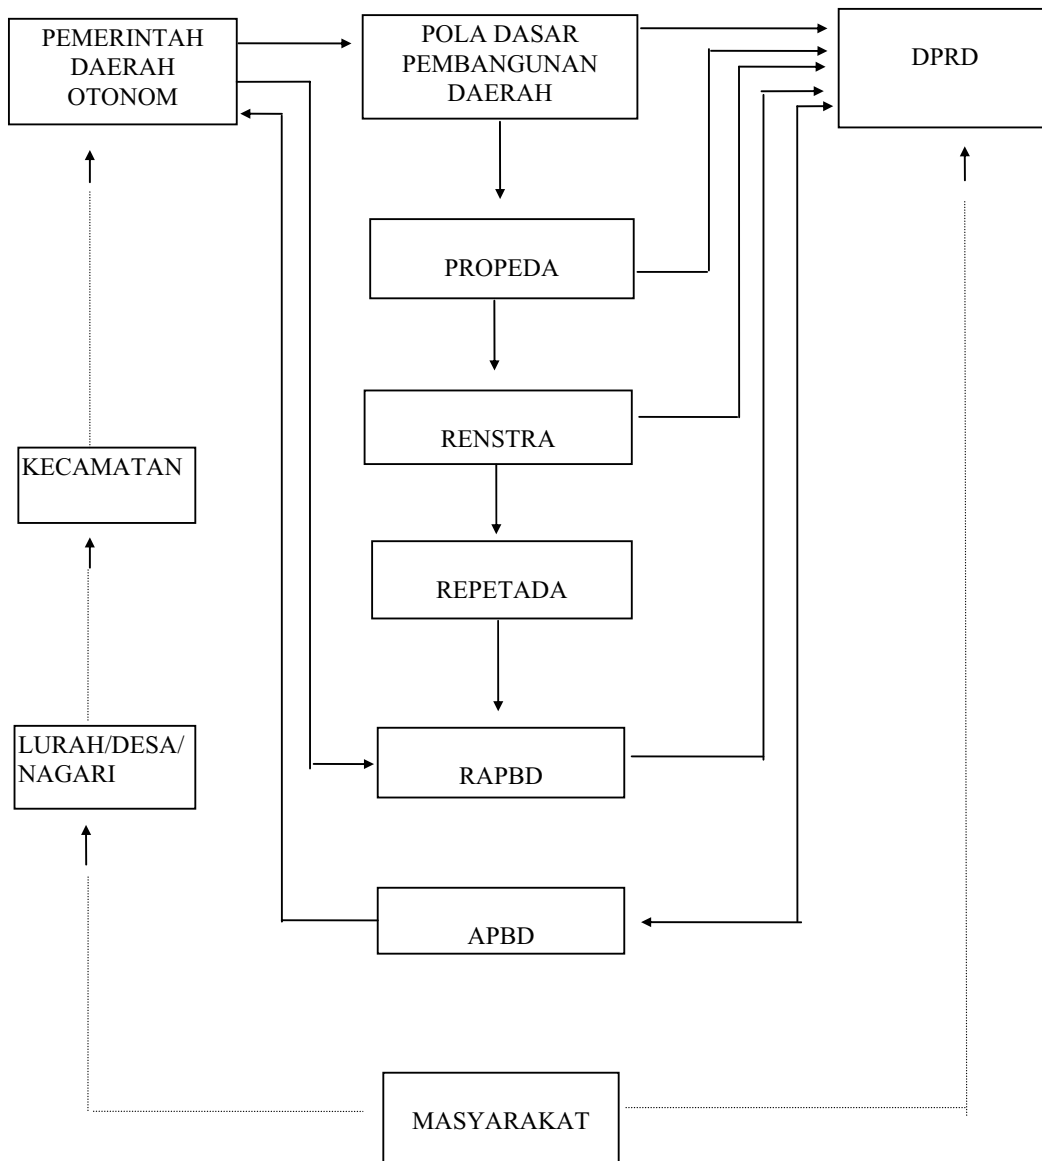 PEMERINTAH
DAERAH
OTONOM
POLA DASAR
PEMBANGUNAN
DAERAH
DPRD
PROPEDA
RENSTRA
KECAMATAN
REPETADA
LURAH/DESA/
NAGARI
RAPBD
APBD
MASYARAKAT